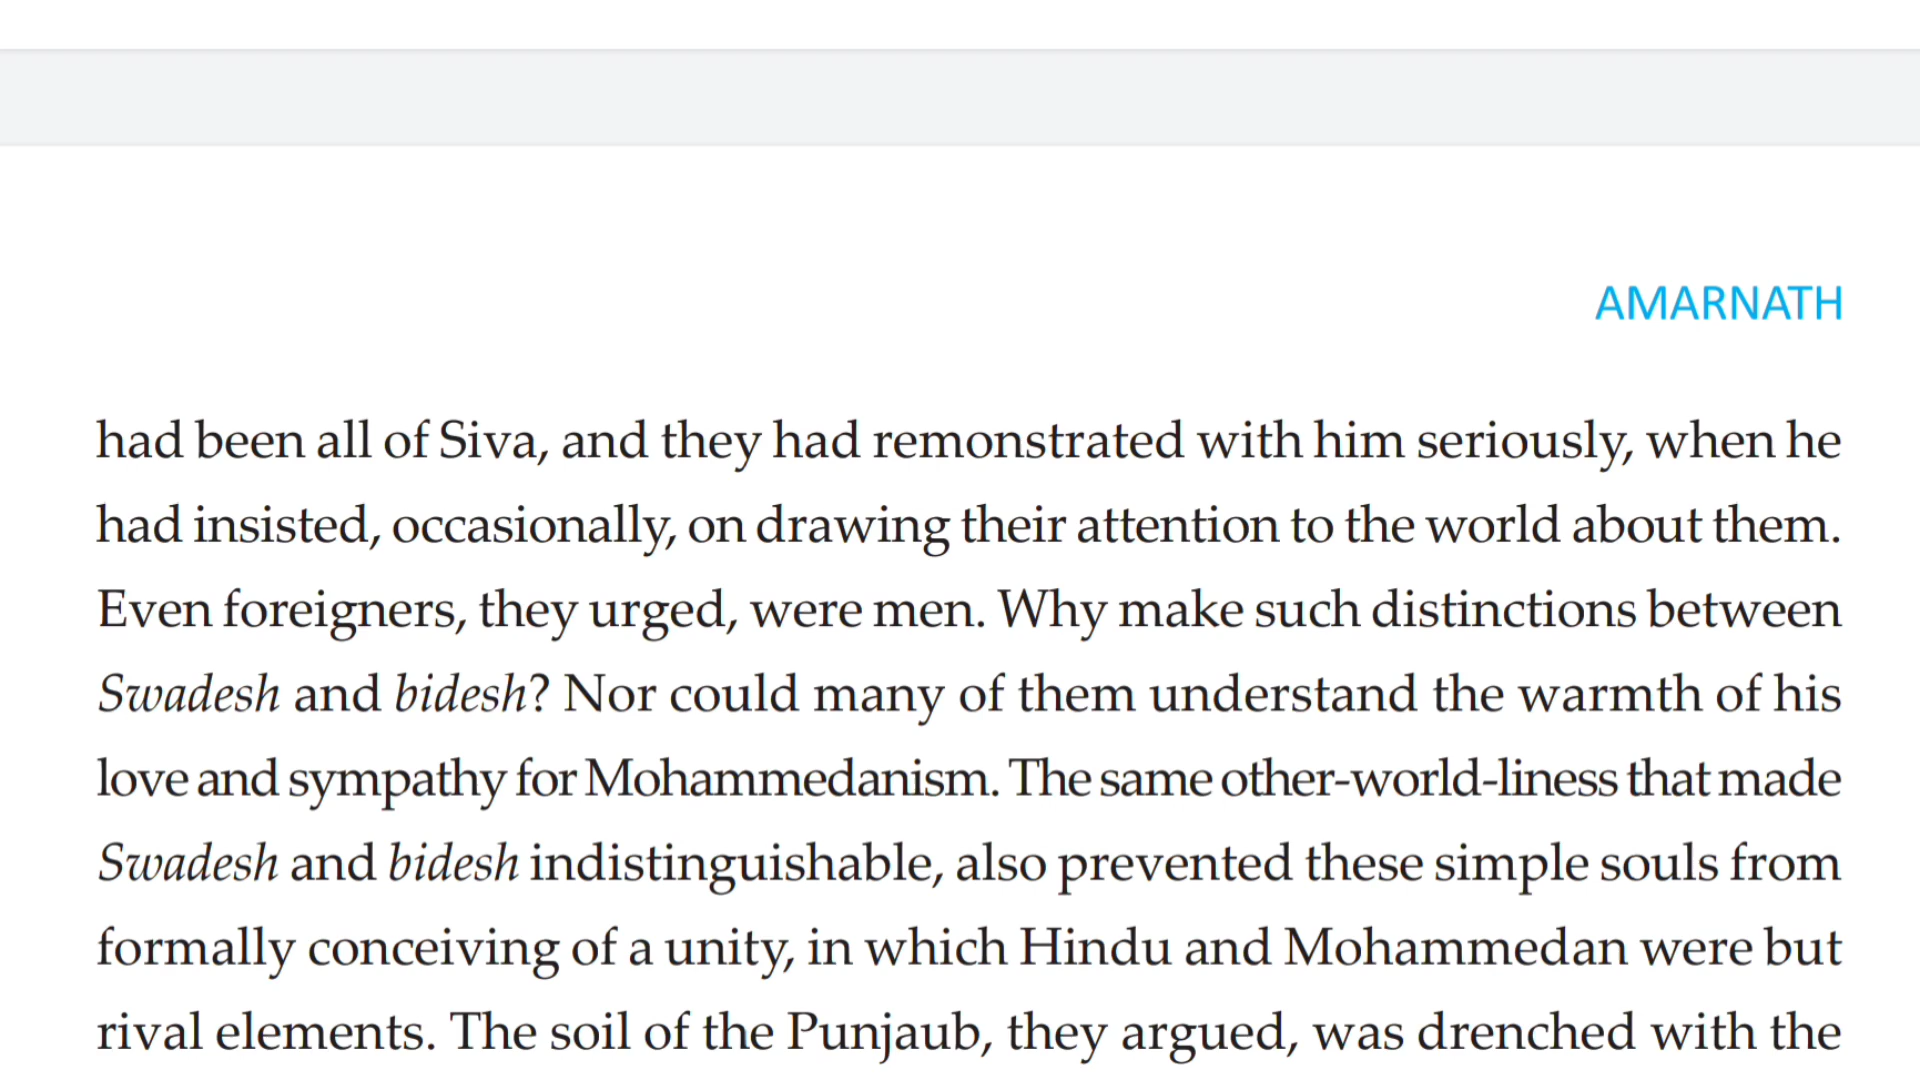 AMARNATH
had been all of Siva, and they had remonstrated with him seriously, when he
had insisted, occasionally, on drawing their attention to the world about them.
Even foreigners, they urged, were men. Why make such distinctions between
Swadesh and bidesh? Nor could many of them understand the warmth of his
love and sympathy for Mohammedanism. The same other-world-liness that made
Swadesh and bidesh indistinguishable, also prevented these simple souls from
formally conceiving of a unity, in which Hindu and Mohammedan were but
rival elements. The soil of the Punjaub, they argued, was drenched with the